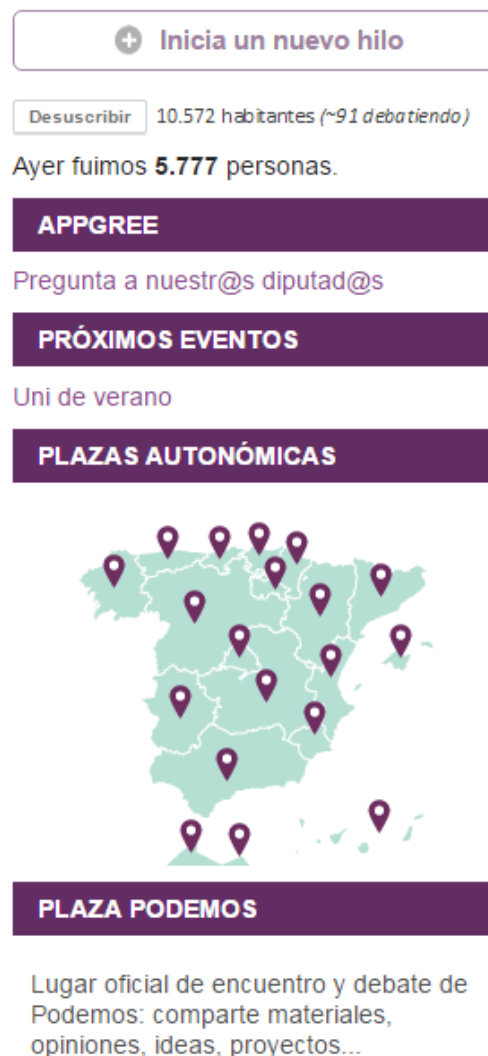 Inicia un nuevo hilo
Desuscribir 10.572 habitantes (~91 debatiendo)
Ayer fuimos 5.777 personas.
APPGREE
Pregunta a nuestr@s diputad@s
PRÓXIMOS EVENTOS
Uni de verano
PLAZAS AUTONÓMICAS
PLAZA PODEMOS
Lugar oficial de encuentro y debate de
Podemos: comparte materiales,
opiniones, ideas, proyectos...